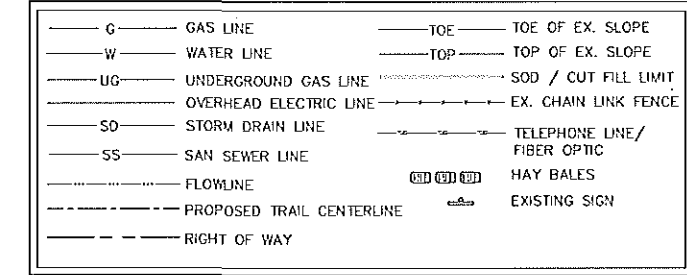 G GAS LINE
W WATER LINE
UG UNDERGROUND GAS LINE
OVERHEAD ELECTRIC LINE
SD STORM DRAIN LINE
SS SAN SEWER LINE
FLOWLINE
PROPOSED TRAIL CENTERLINE
RIGHT OF WAY
TOE TOE OF EX. SLOPE
TOP TOP OF EX. SLOPE
SOD / CUT FILL LIMIT
EX. CHAIN LINK FENCE
TELEPHONE LINE/
FIBER OPTIC
HAY BALES
EXISTING SIGN